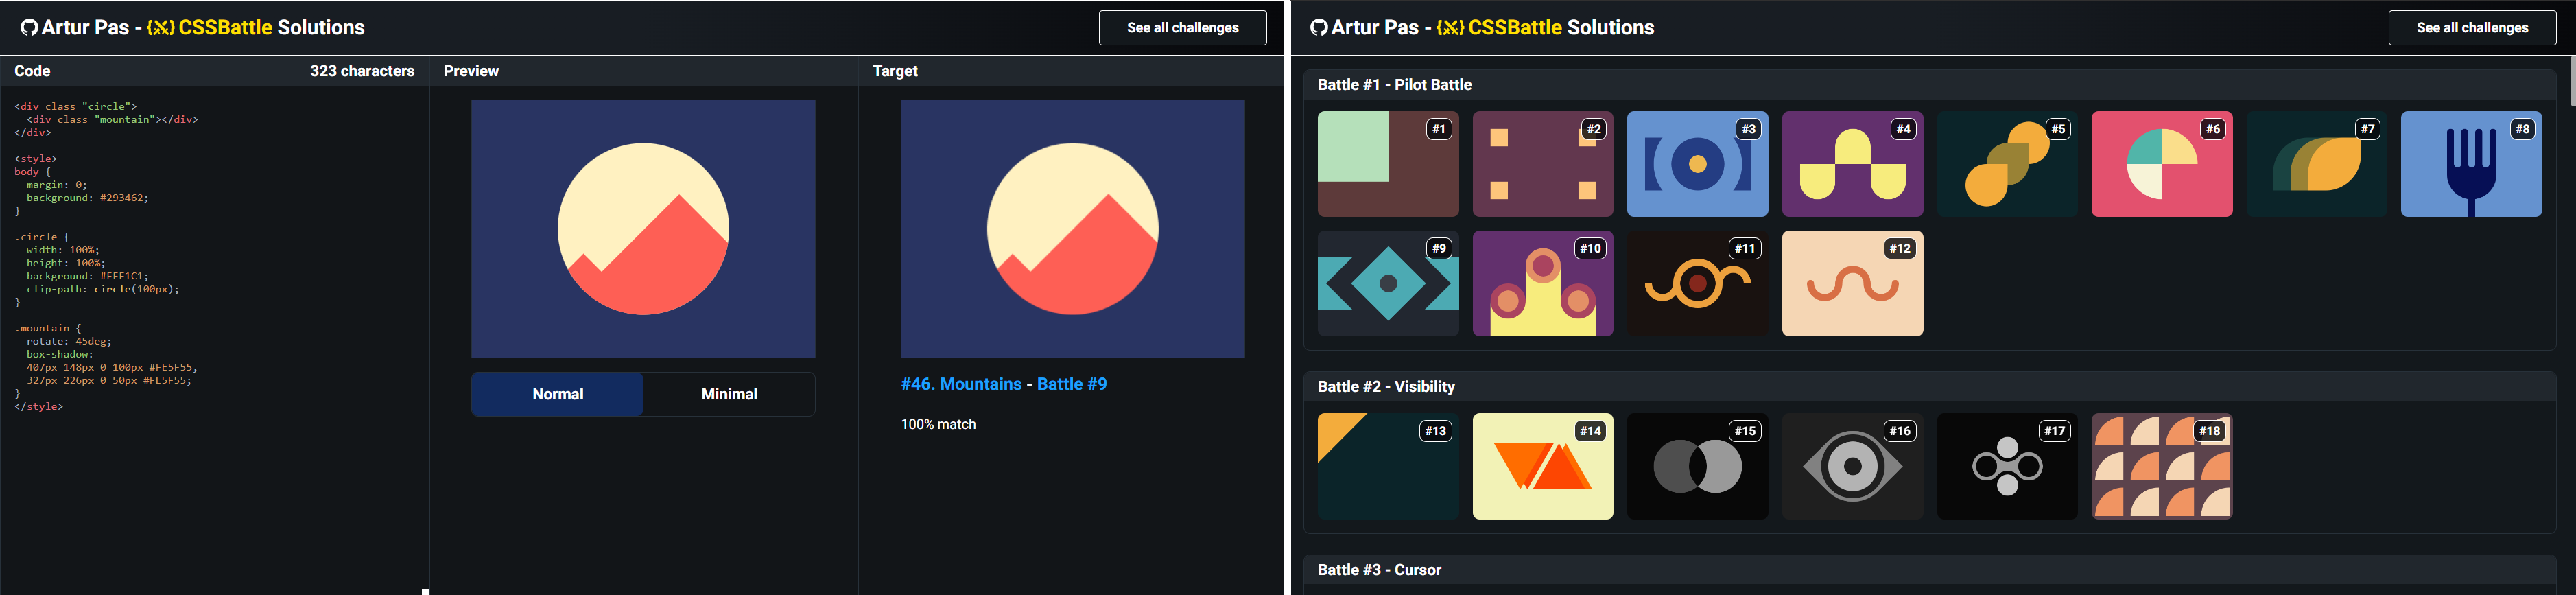 Artur Pas - {X} CSSBattle Solutions
See all challenges
Code
323 characters
<div class="circle">
  <div class="mountain"></div>
</div>

<style>
body {
  margin: 0;
  background: #293462;
}

.circle {
  width: 100%;
  height: 100%;
  background: #FFF1C1;
  clip-path: circle(100px);
}

.mountain {
  rotate: 45deg;
  box-shadow:
  407px 148px 0 100px #FE5F55,
  327px 226px 0 50px #FE5F55;
}
</style>
Preview
Normal
Minimal
Target
#46. Mountains - Battle #9
100% match
Artur Pas - {X} CSSBattle Solutions
See all challenges
Battle #1 - Pilot Battle
#1
#2
#3
#4
#5
#6
#7
#8
#9
#10
#11
#12
Battle #2 - Visibility
#13
#14
#15
#16
#17
#18
Battle #3 - Cursor